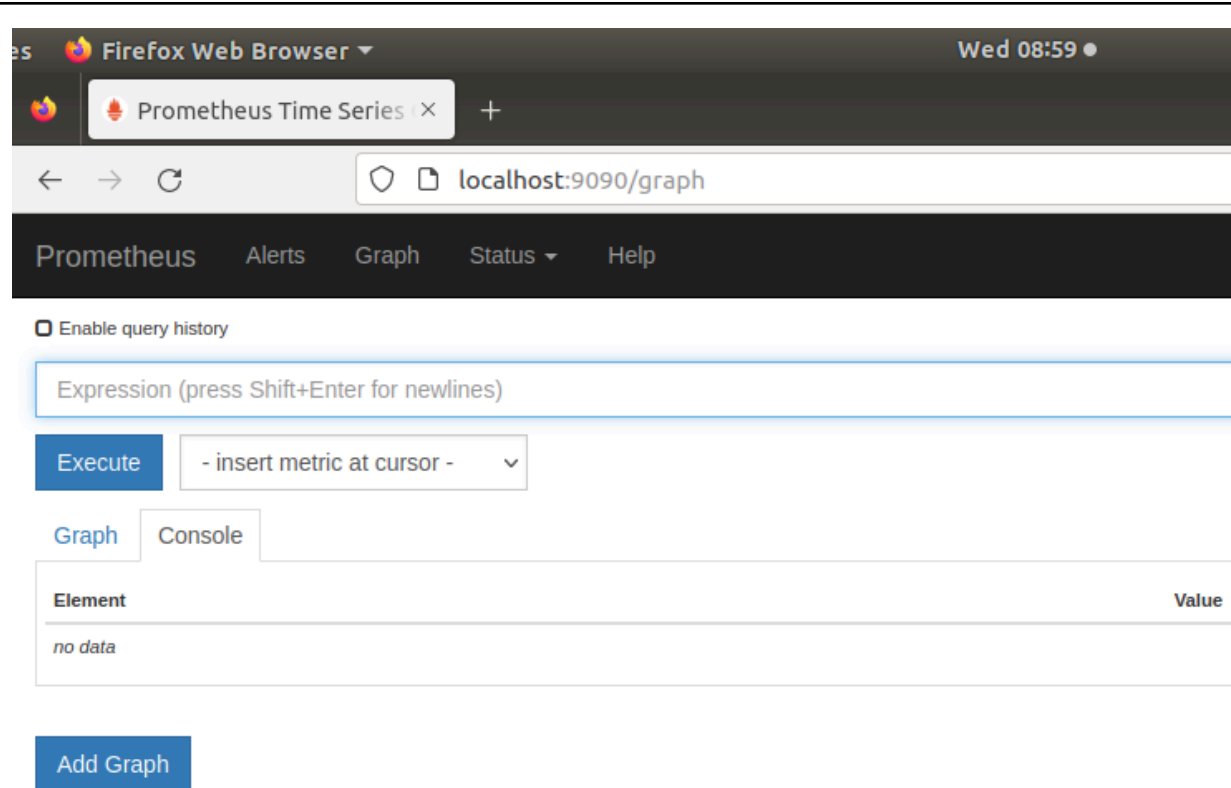 es Firefox Web Browser Wed 08:59
Prometheus Time Series
localhost:9090/graph
Prometheus Alerts Graph Status Help
Enable query history
Expression (press Shift+Enter for newlines)
Execute - insert metric at cursor -
Graph Console
Element Value
no data
Add Graph